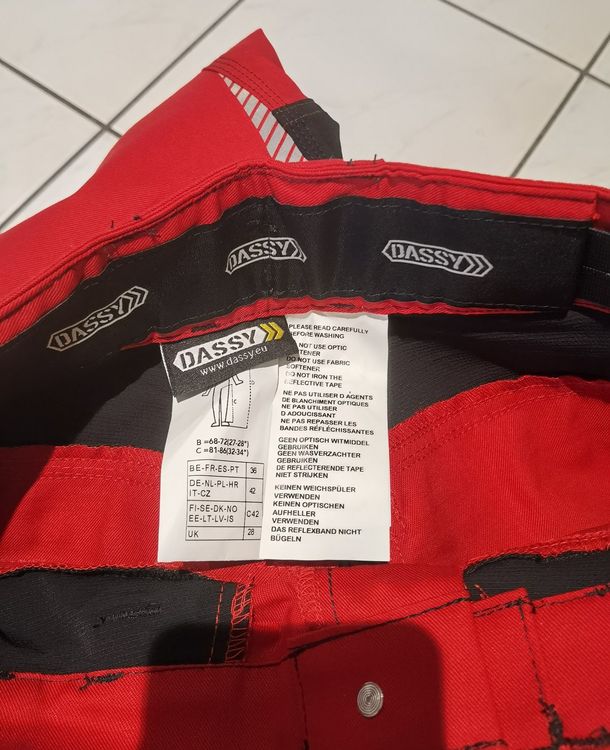 DASSY
DASSY
DASSY
DASSY
www.dassy.eu
C
B =68-72(27-28")
C =81-86(32-34")
BE-FR-ES-PT 36
DE-NL-PL-HR
IT-CZ 42
FI-SE-DK-NO
EE-LT-LV-IS C42
UK 28
PLEASE READ CAREFULLY
BEFORE WASHING
DO NOT USE OPTIC
SOFTENER
DO NOT USE FABRIC
SOFTENER
DO NOT IRON THE
REFLECTIVE TAPE
NE PAS UTILISER D AGENTS
DE BLANCHIMENT OPTIQUES
NE PAS UTILISER
D ADOUCISSANT
NE PAS REPASSER LES
BANDES RÉFLÉCHISSANTES
GEEN OPTISCH WITMIDDEL
GEBRUIKEN
GEEN WASVERZACHTER
GEBRUIKEN
DE REFLECTERENDE TAPE
NIET STRIJKEN
KEINEN WEICHSPÜLER
VERWENDEN
KEINEN OPTISCHEN
AUFHELLER
VERWENDEN
DAS REFLEXBAND NICHT
BÜGELN